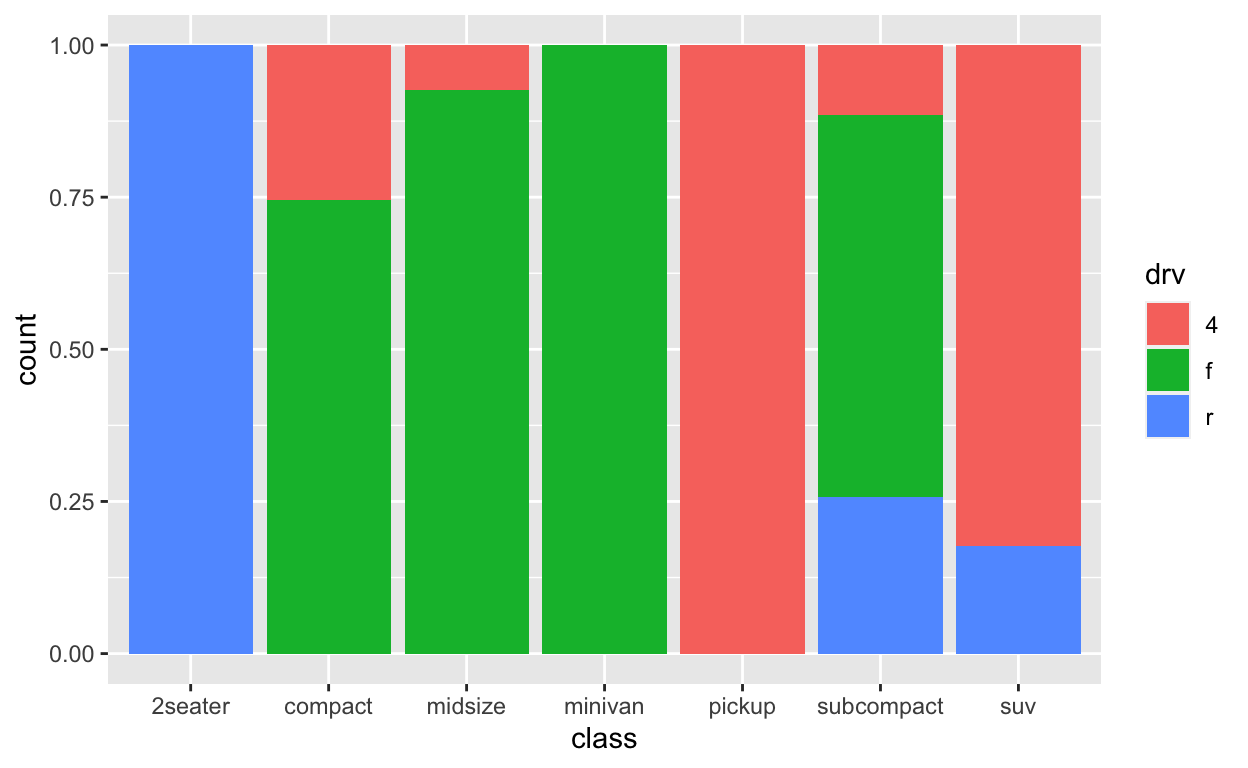 1.00
0.75
0.50
0.25
0.00
count
2seater compact midsize minivan pickup subcompact suv
class
drv
4
f
r